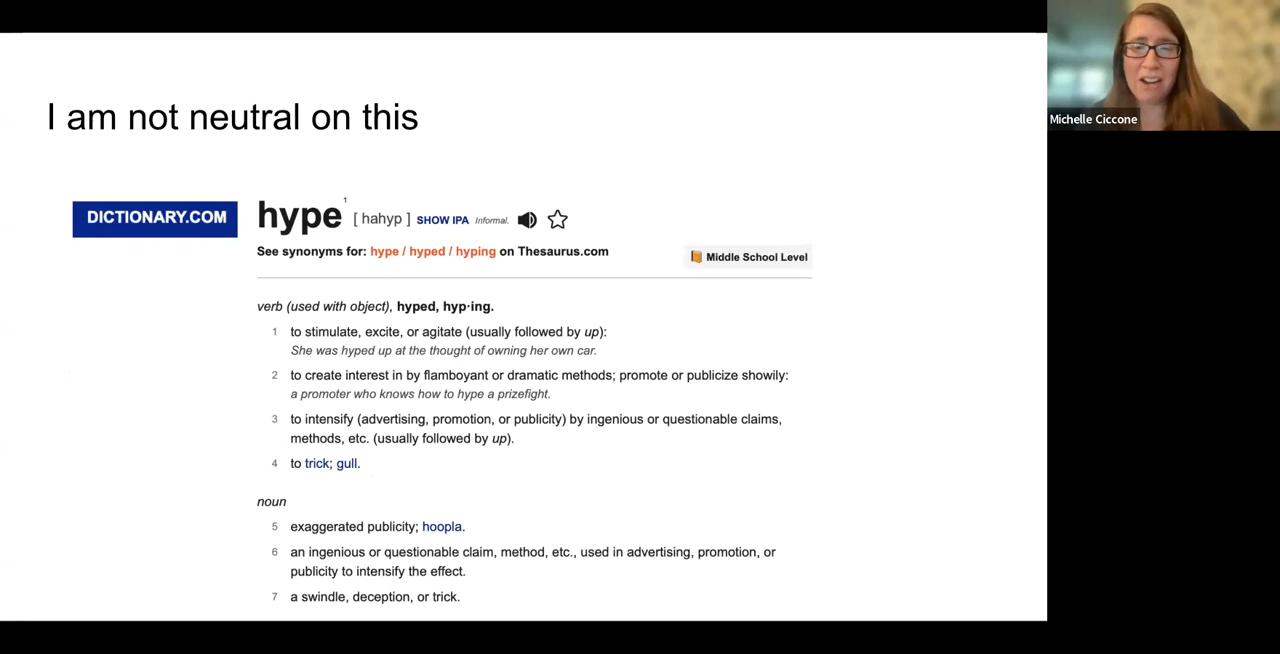 I am not neutral on this
DICTIONARY.COM
hype 1 [ hahyp ] SHOW IPA Informal.
See synonyms for: hype / hyped / hyping on Thesaurus.com
Middle School Level
verb (used with object), hyped, hyp·ing.
1 to stimulate, excite, or agitate (usually followed by up):
She was hyped up at the thought of owning her own car.
2 to create interest in by flamboyant or dramatic methods; promote or publicize showily:
a promoter who knows how to hype a prizefight.
3 to intensify (advertising, promotion, or publicity) by ingenious or questionable claims,
methods, etc. (usually followed by up).
4 to trick; gull.
noun
5 exaggerated publicity; hoopla.
6 an ingenious or questionable claim, method, etc., used in advertising, promotion, or
publicity to intensify the effect.
7 a swindle, deception, or trick.
Michelle Ciccone